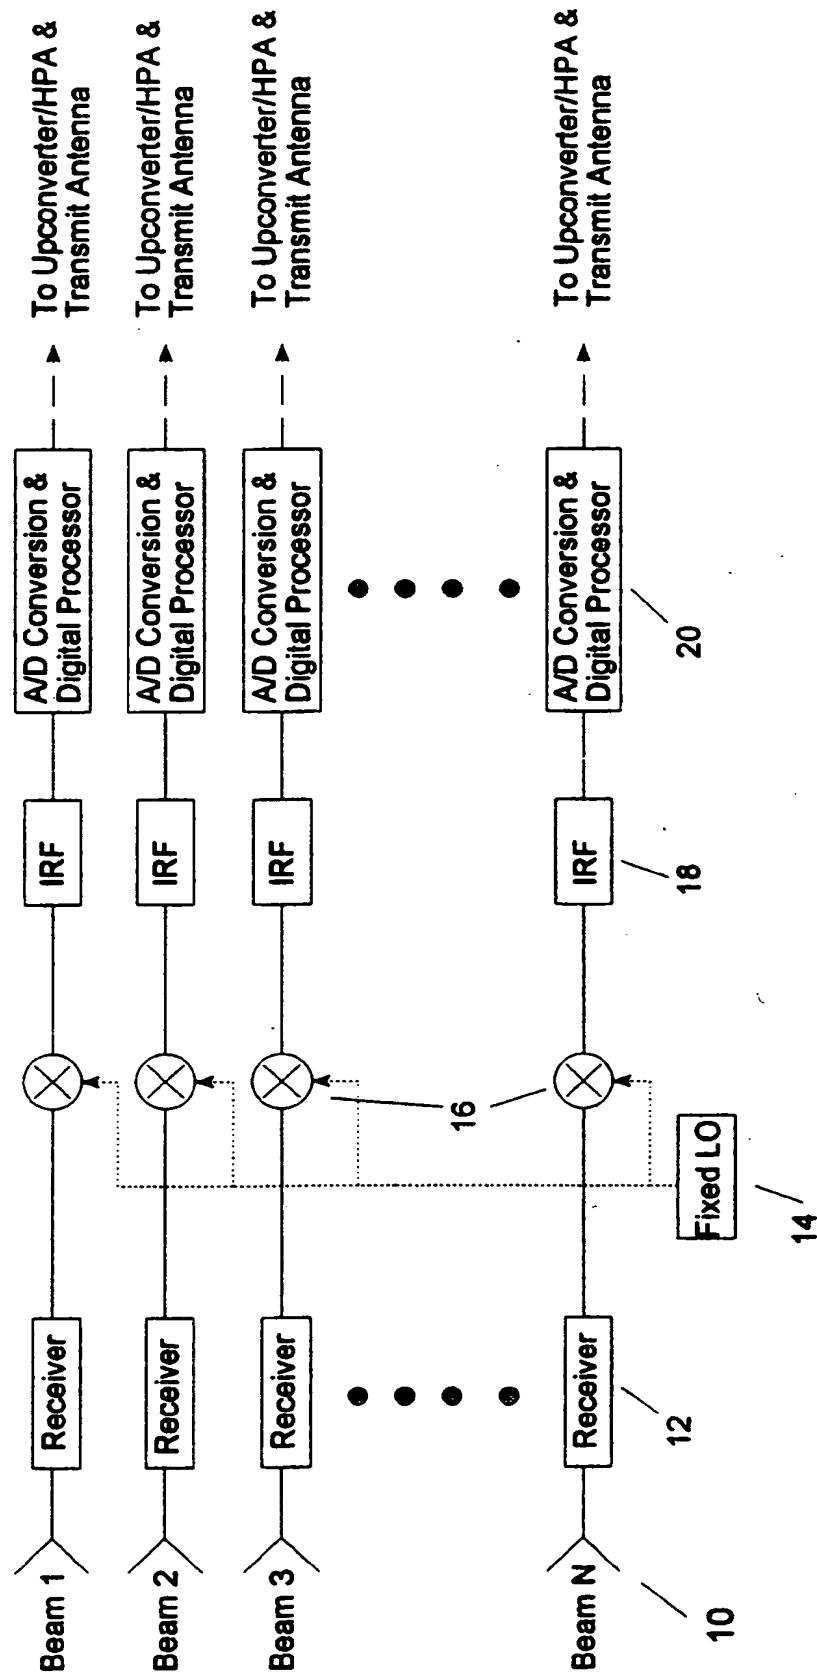 Beam 1
Receiver
IRF
A/D Conversion &
Digital Processor
To Upconverter/HPA &
Transmit Antenna
Beam 2
Receiver
IRF
A/D Conversion &
Digital Processor
To Upconverter/HPA &
Transmit Antenna
Beam 3
Receiver
IRF
A/D Conversion &
Digital Processor
To Upconverter/HPA &
Transmit Antenna
16
Beam N
Receiver
IRF
A/D Conversion &
Digital Processor
To Upconverter/HPA &
Transmit Antenna
10
12
Fixed LO
14
18
20